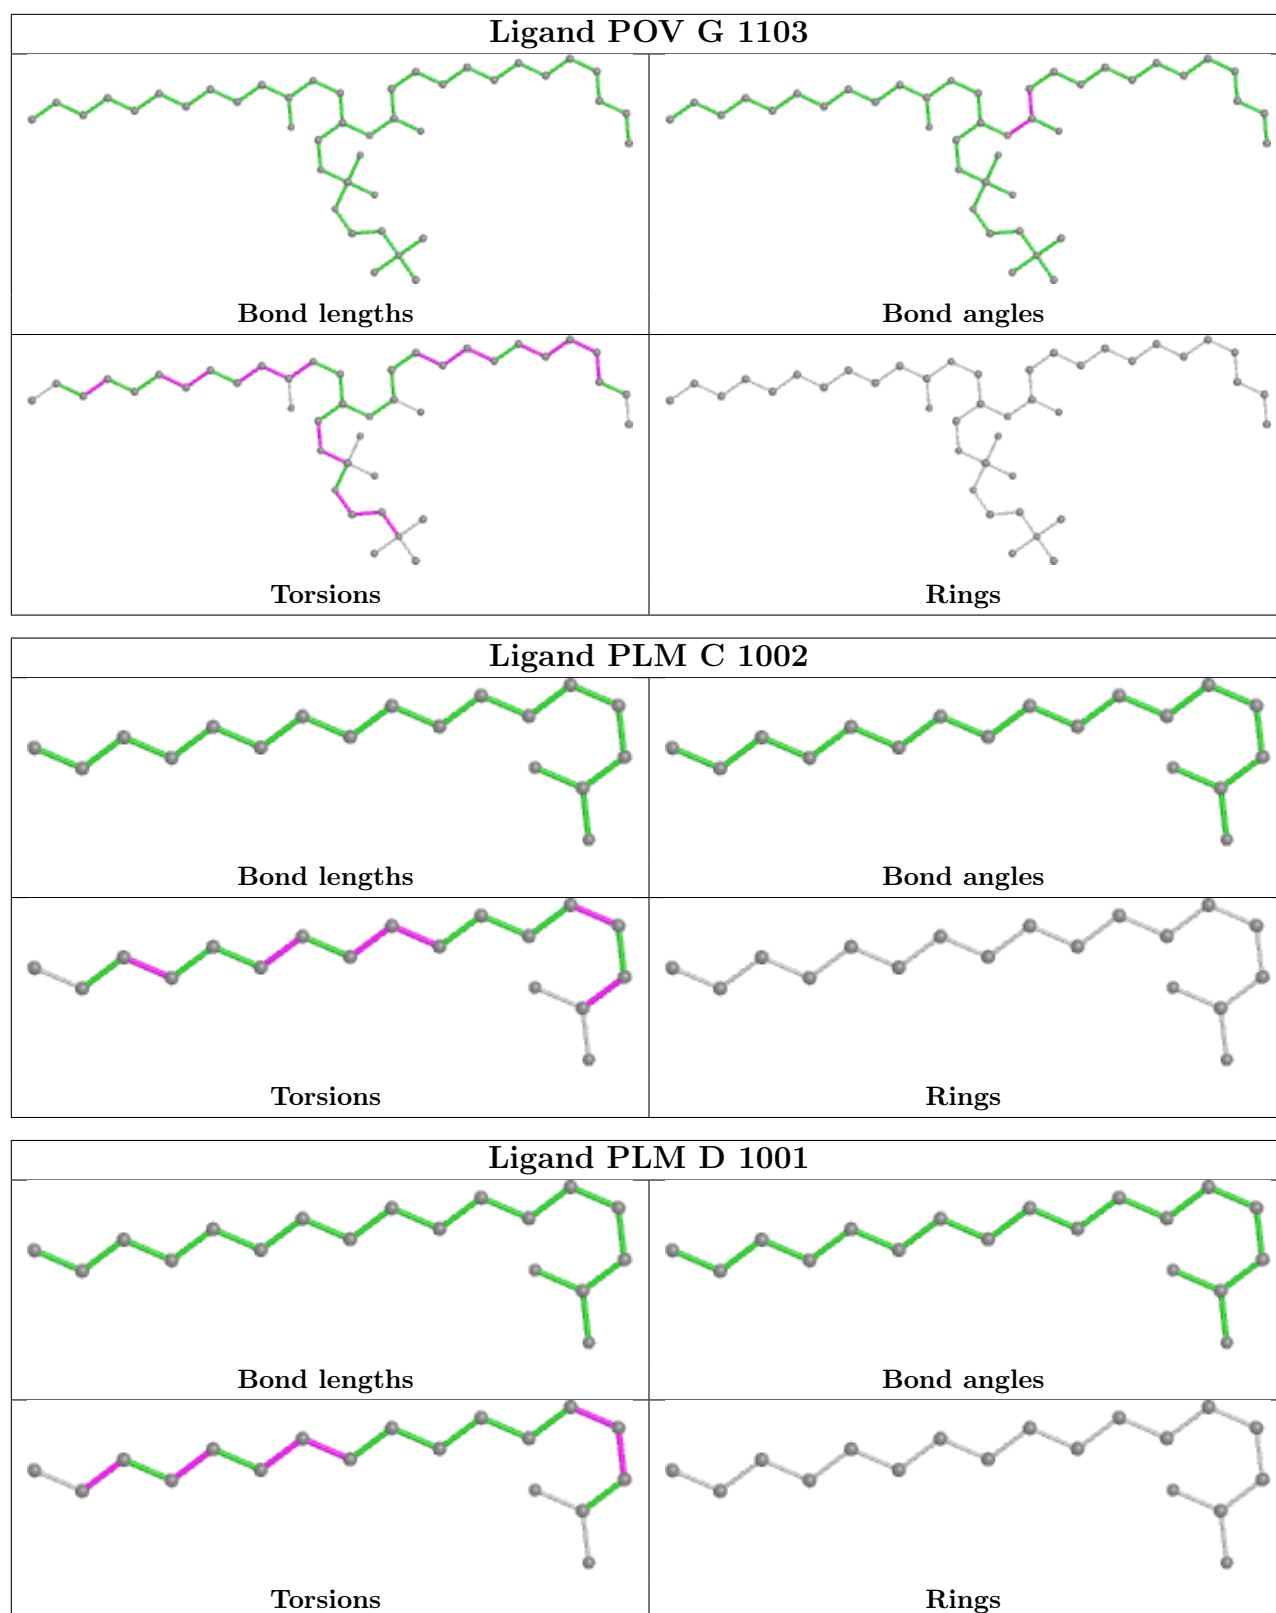 Ligand POV G 1103
Bond lengths
Bond angles
Torsions
Rings
Ligand PLM C 1002
Bond lengths
Bond angles
Torsions
Rings
Ligand PLM D 1001
Bond lengths
Bond angles
Torsions
Rings